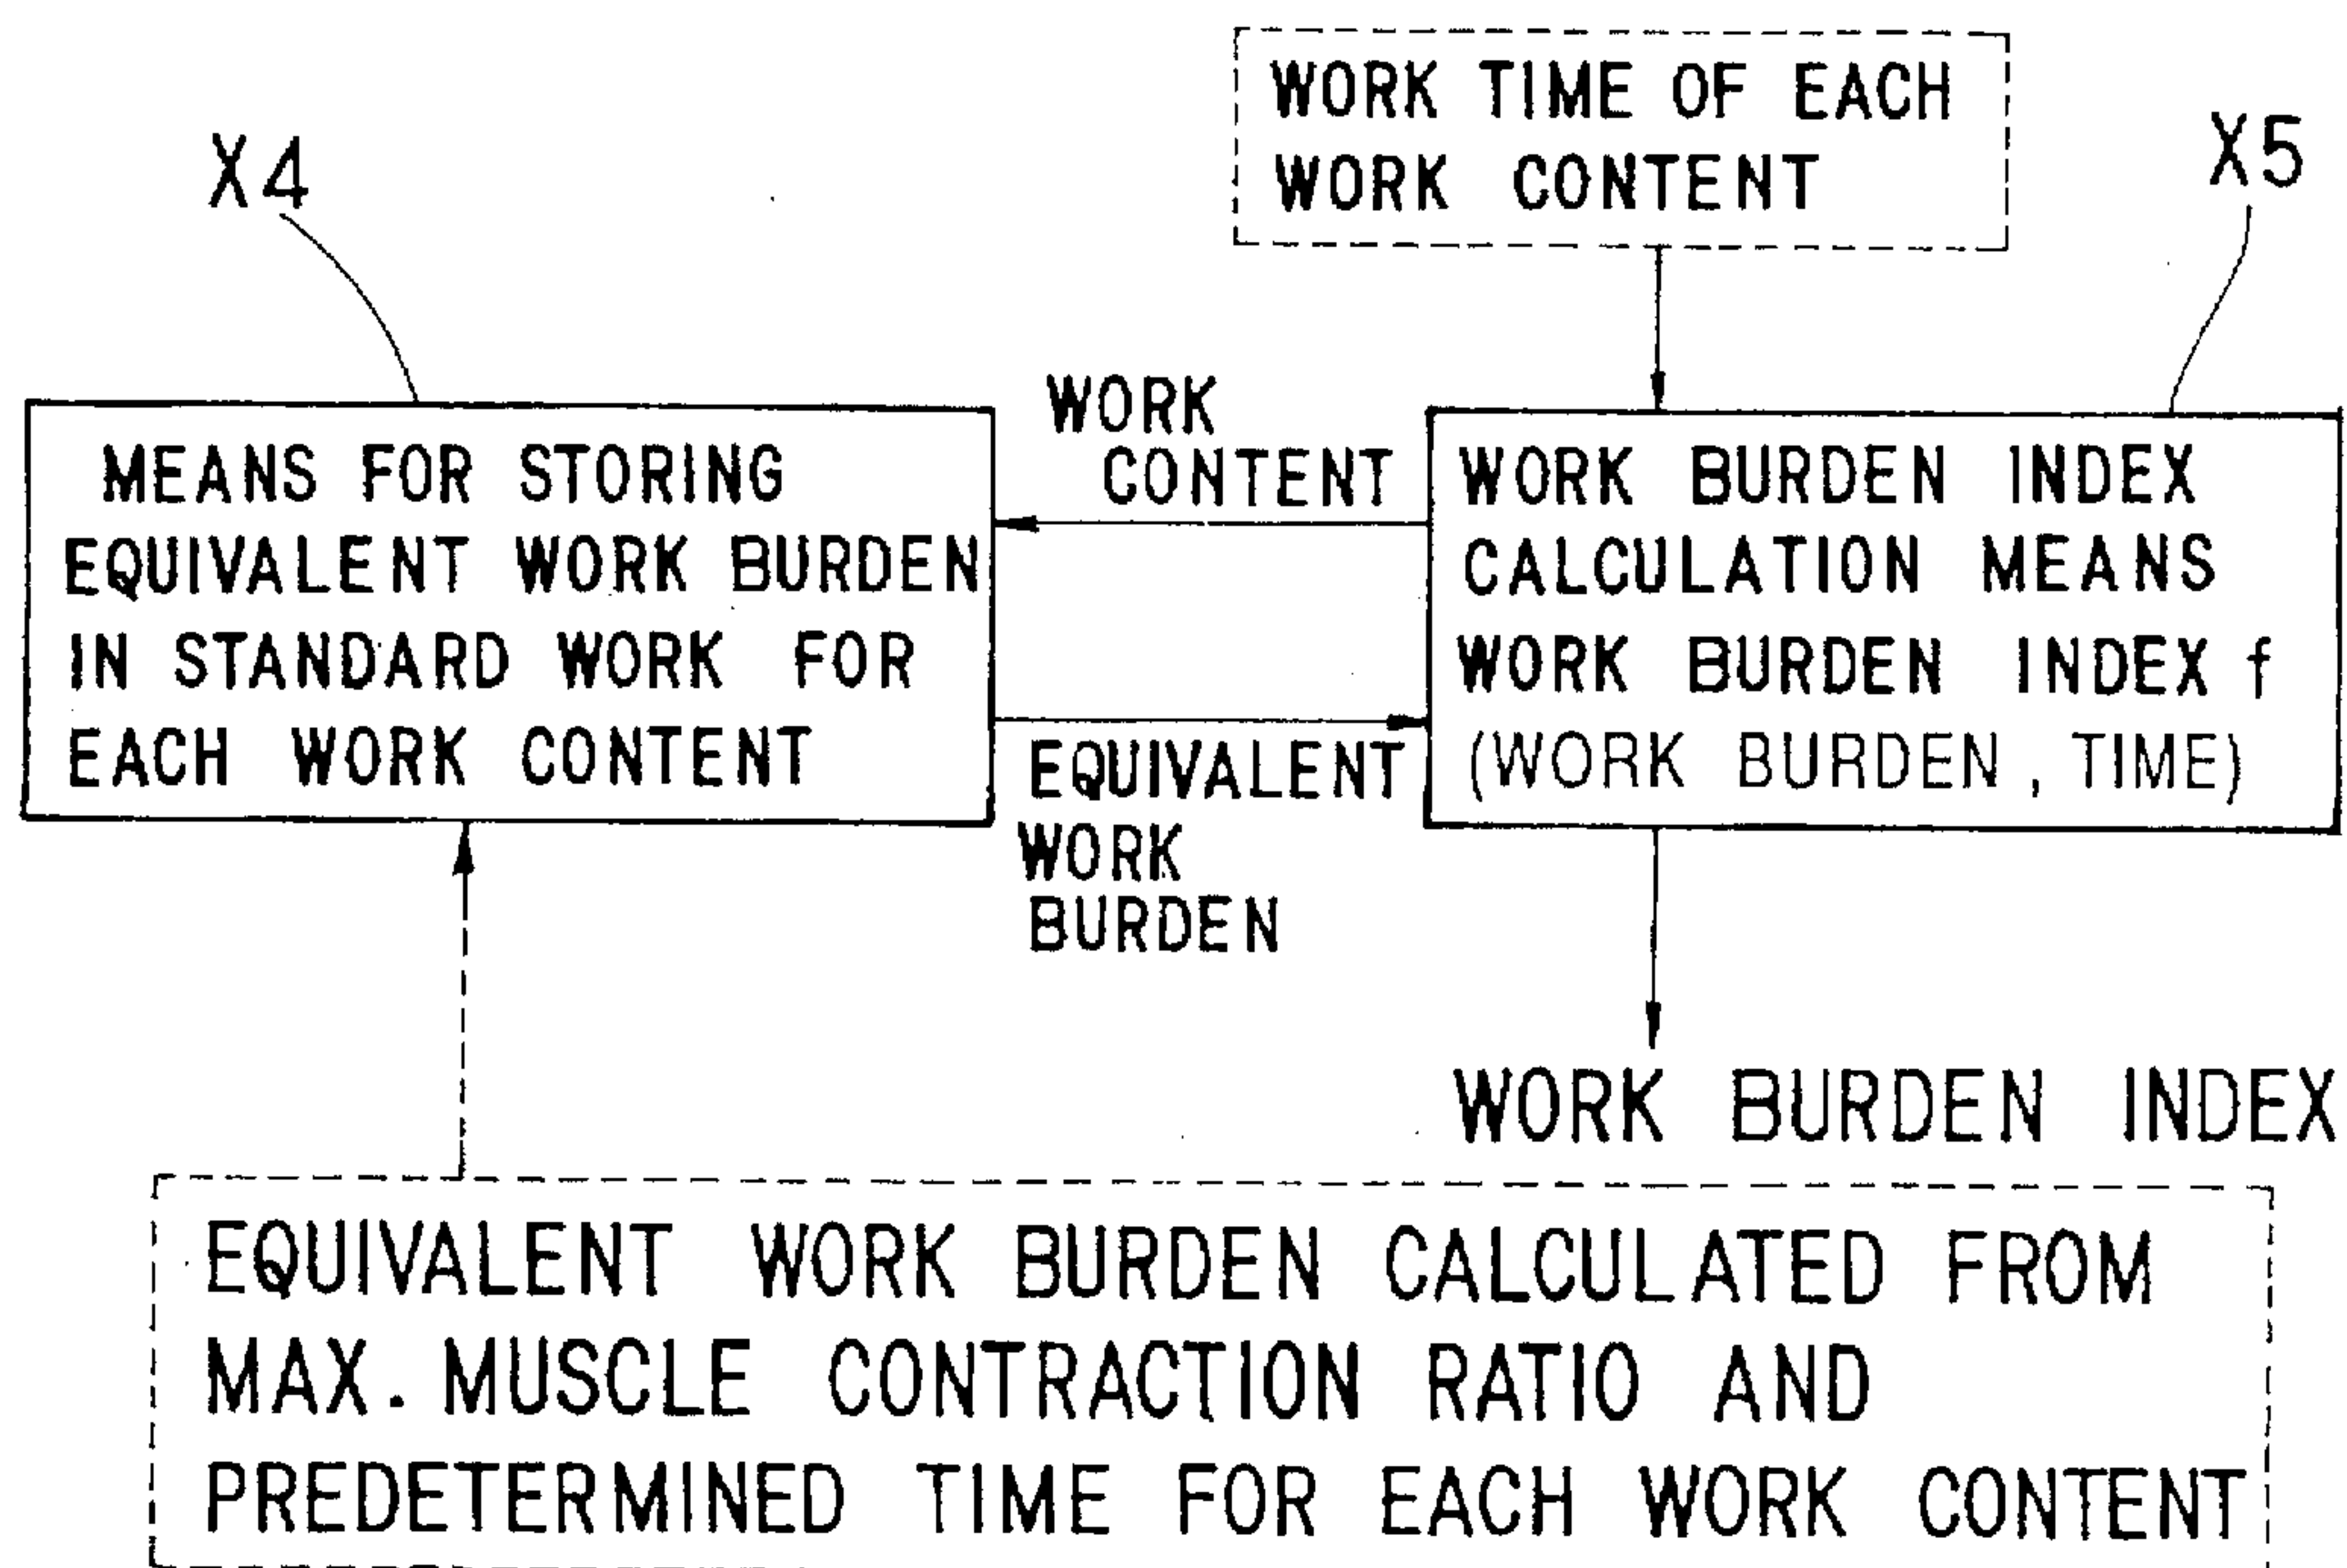 WORK TIME OF EACH
WORK CONTENT
X4
X5
WORK
CONTENT
MEANS FOR STORING
EQUIVALENT WORK BURDEN
IN STANDARD WORK FOR
EACH WORK CONTENT
WORK BURDEN INDEX
CALCULATION MEANS
WORK BURDEN INDEX f
(WORK BURDEN, TIME)
EQUIVALENT
WORK
BURDEN
WORK BURDEN INDEX
EQUIVALENT WORK BURDEN CALCULATED FROM
MAX. MUSCLE CONTRACTION RATIO AND
PREDETERMINED TIME FOR EACH WORK CONTENT